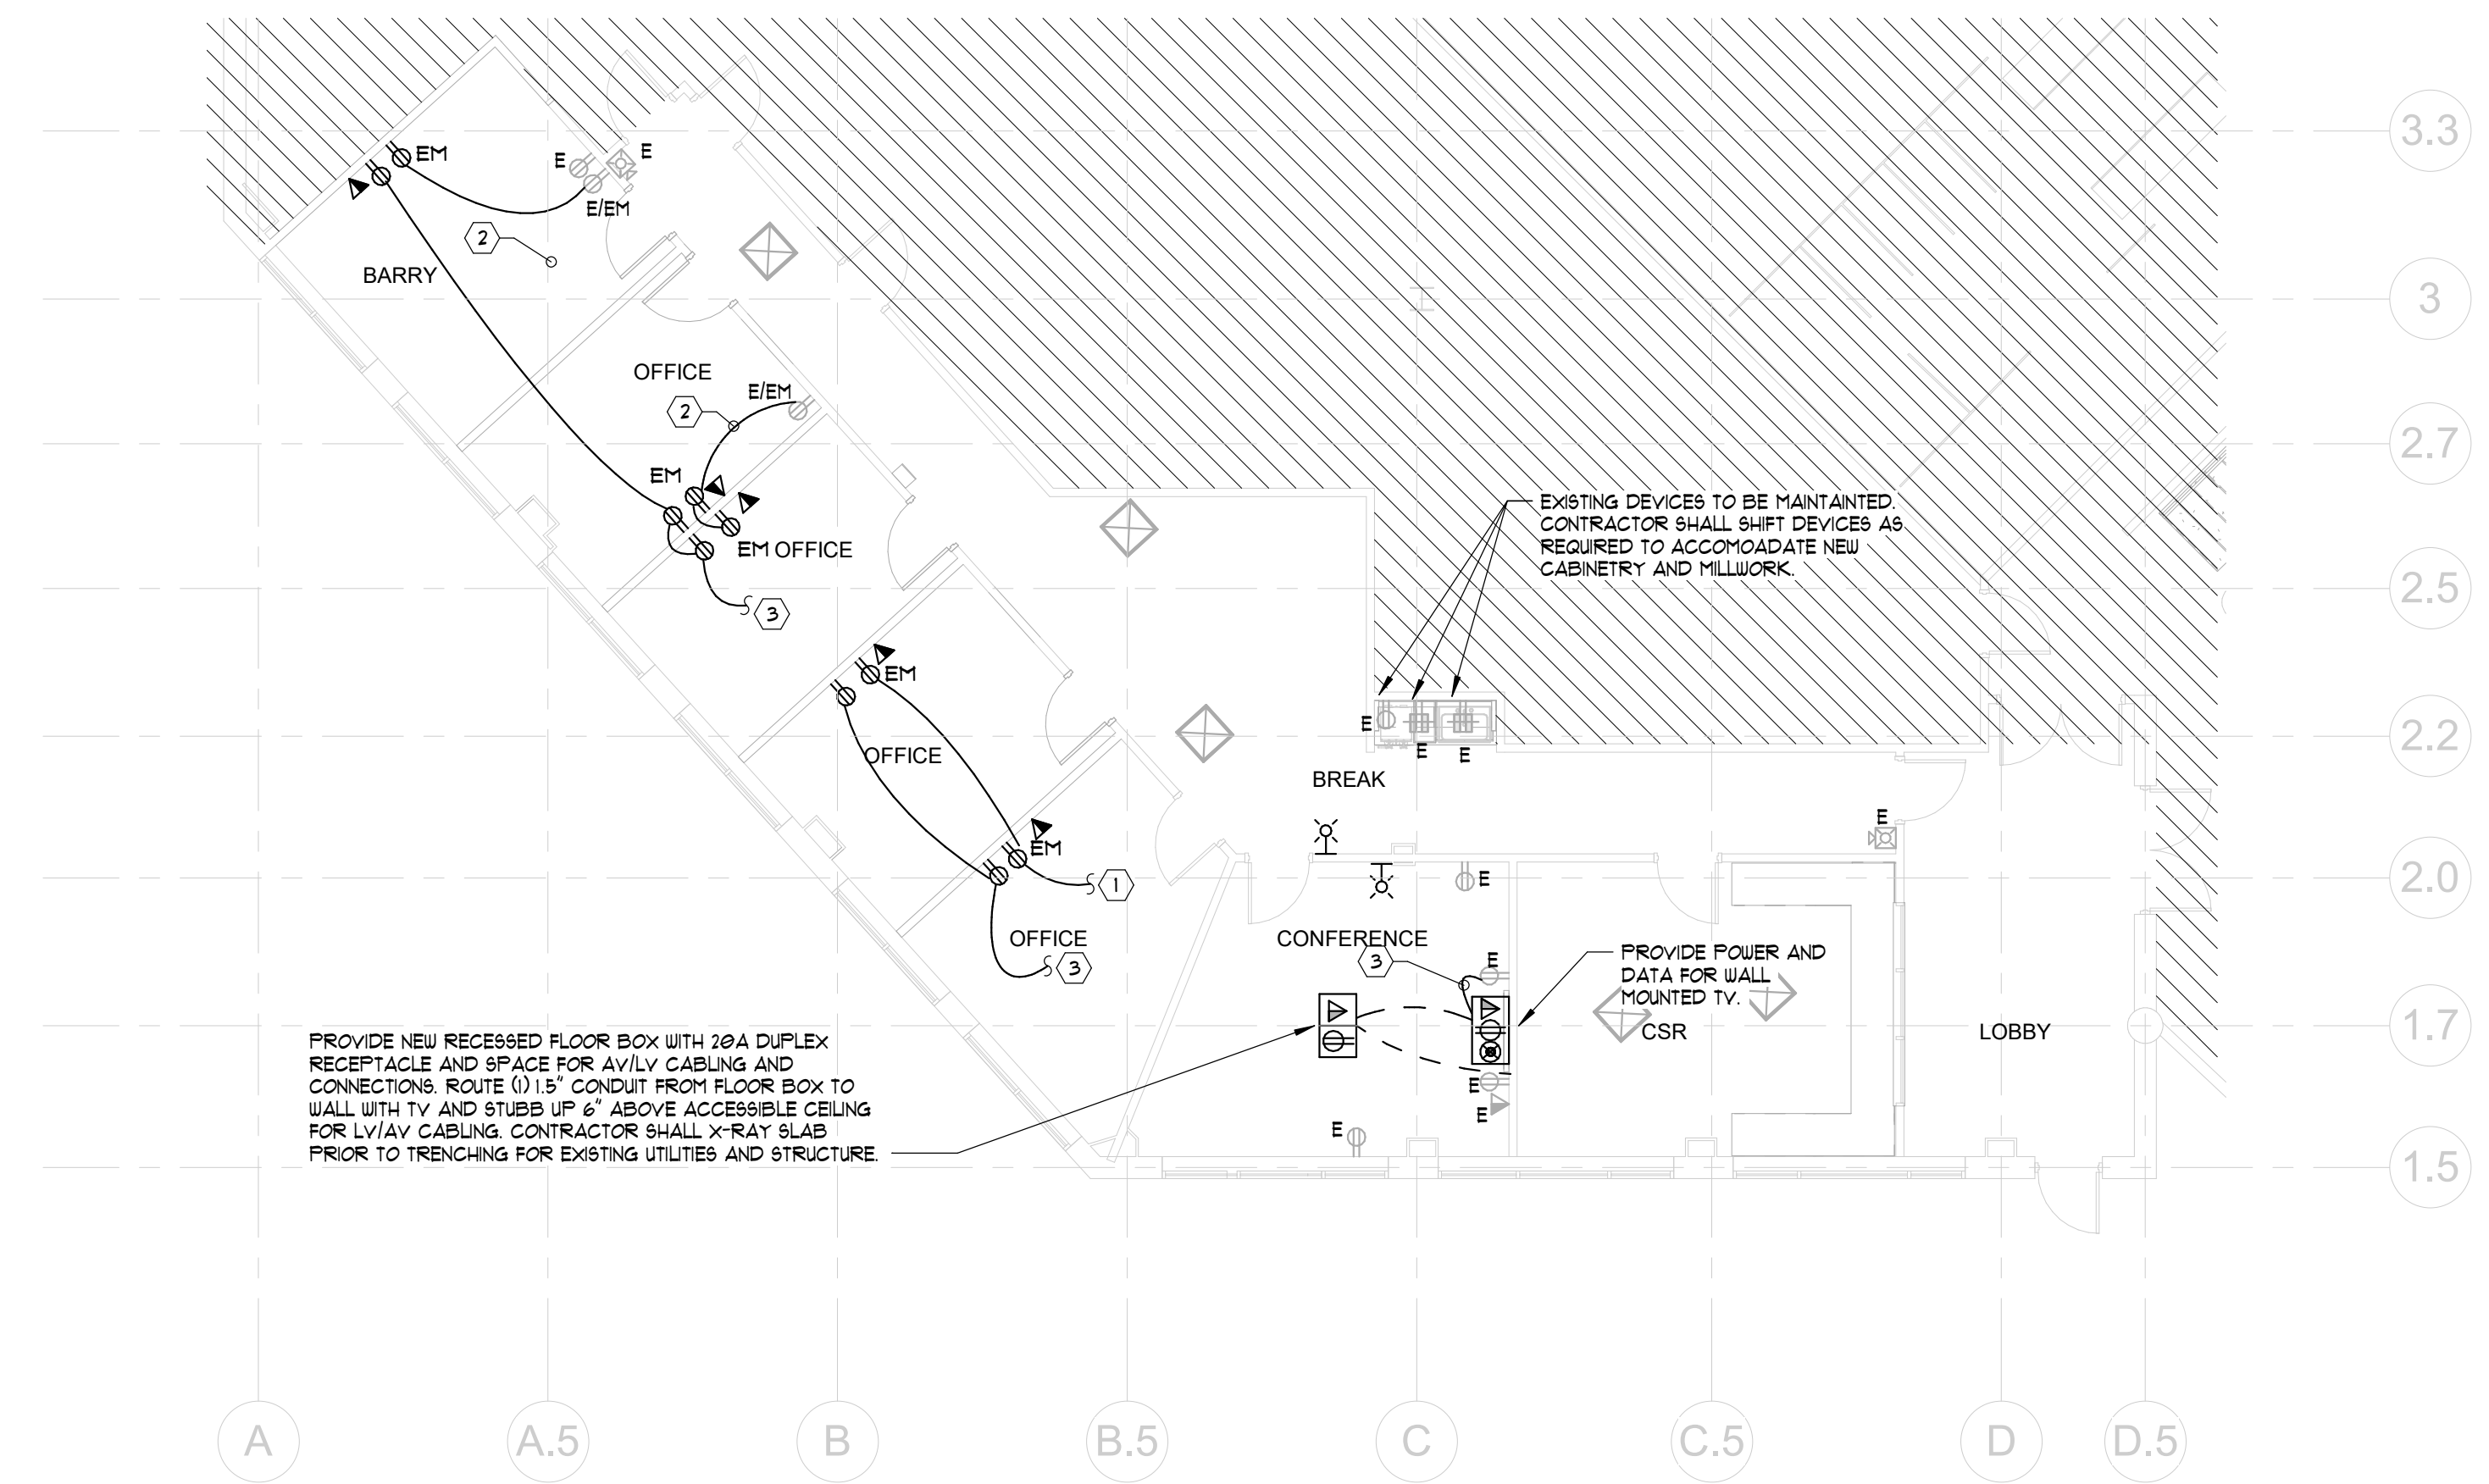 3.3
EM
E
E
E/EM
2
BARRY
3
OFFICE
E/EM
2
2.7
EM
EM OFFICE
EXISTING DEVICES TO BE MAINTAINTED.
CONTRACTOR SHALL SHIFT DEVICES AS
REQUIRED TO ACCOMOADATE NEW
CABINETRY AND MILLWORK.
2.5
3
EM
E
E
E
2.2
OFFICE
BREAK
E
EM
2.0
1
E
OFFICE
3
CONFERENCE
3
E
PROVIDE POWER AND
DATA FOR WALL
MOUNTED TV.
CSR
LOBBY
1.7
PROVIDE NEW RECESSED FLOOR BOX WITH 20A DUPLEX
RECEPTACLE AND SPACE FOR AV/LV CABLING AND
CONNECTIONS. ROUTE (1) 1.5" CONDUIT FROM FLOOR BOX TO
WALL WITH TV AND STUBB UP 6" ABOVE ACCESSIBLE CEILING
FOR LV/AV CABLING. CONTRACTOR SHALL X-RAY SLAB
PRIOR TO TRENCHING FOR EXISTING UTILITIES AND STRUCTURE.
E
E
E
1.5
A
A.5
B
B.5
C
C.5
D
D.5